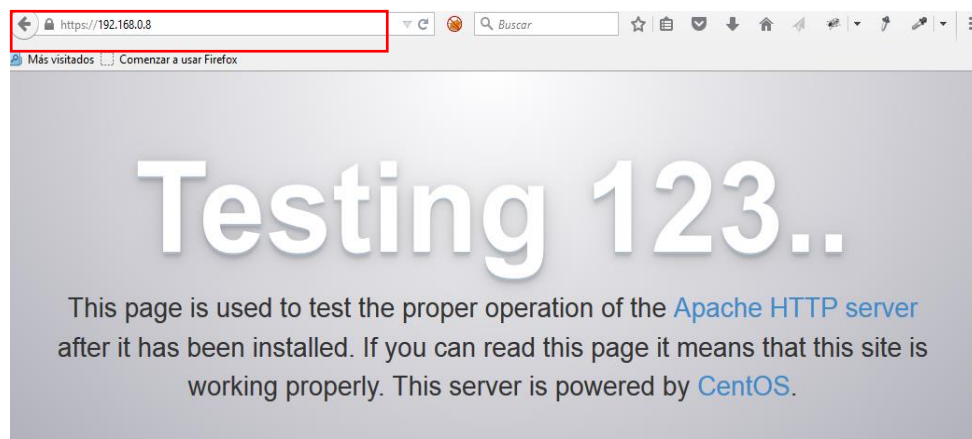 https://192.168.0.8
Buscar
Más visitados
Comenzar a usar Firefox
Testing 123..
This page is used to test the proper operation of the Apache HTTP server
after it has been installed. If you can read this page it means that this site is
working properly. This server is powered by CentOS.